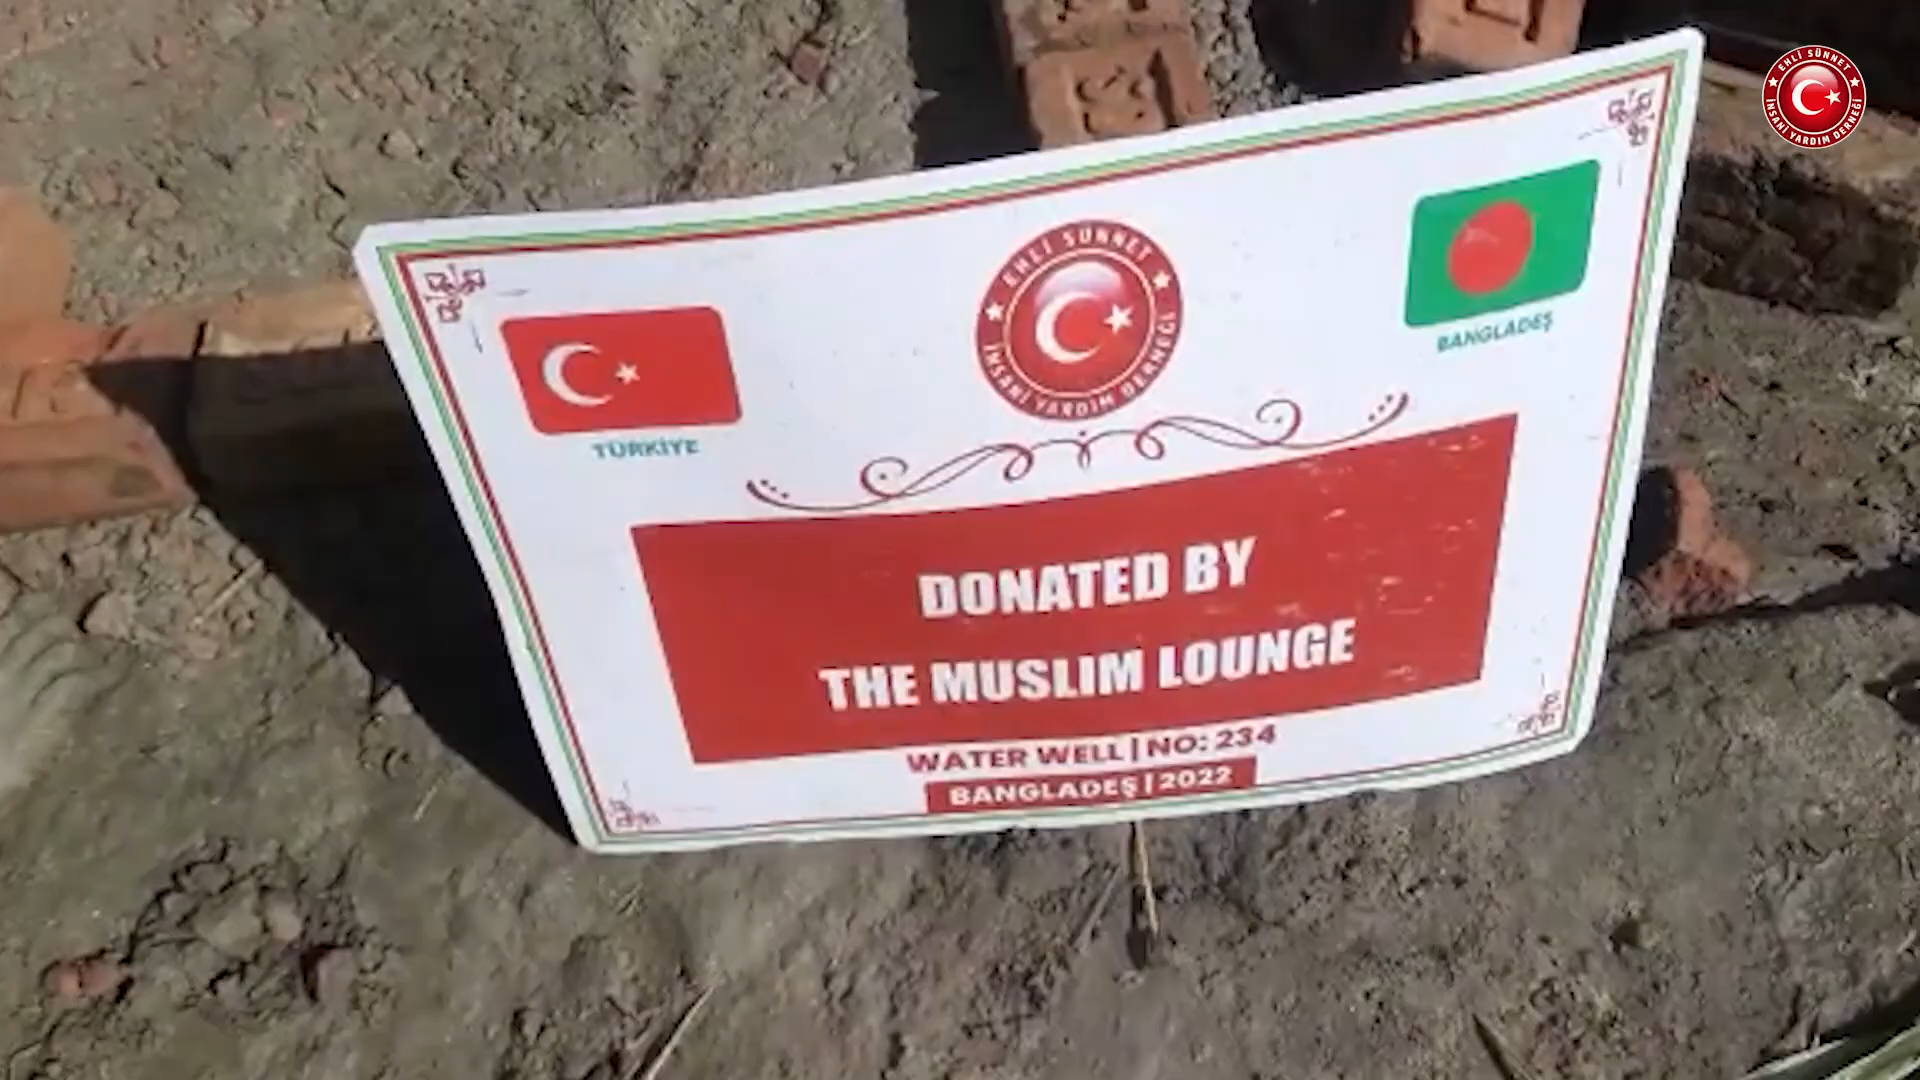 EHLİ SÜNNET
İNSANİ YARDIM DERNEĞİ
EHLİ SÜNNET
İNSANİ YARDIM DERNEĞİ
TÜRKİYE
BANGLADEŞ
DONATED BY
THE MUSLIM LOUNGE
WATER WELL | NO: 234
BANGLADEŞ | 2022